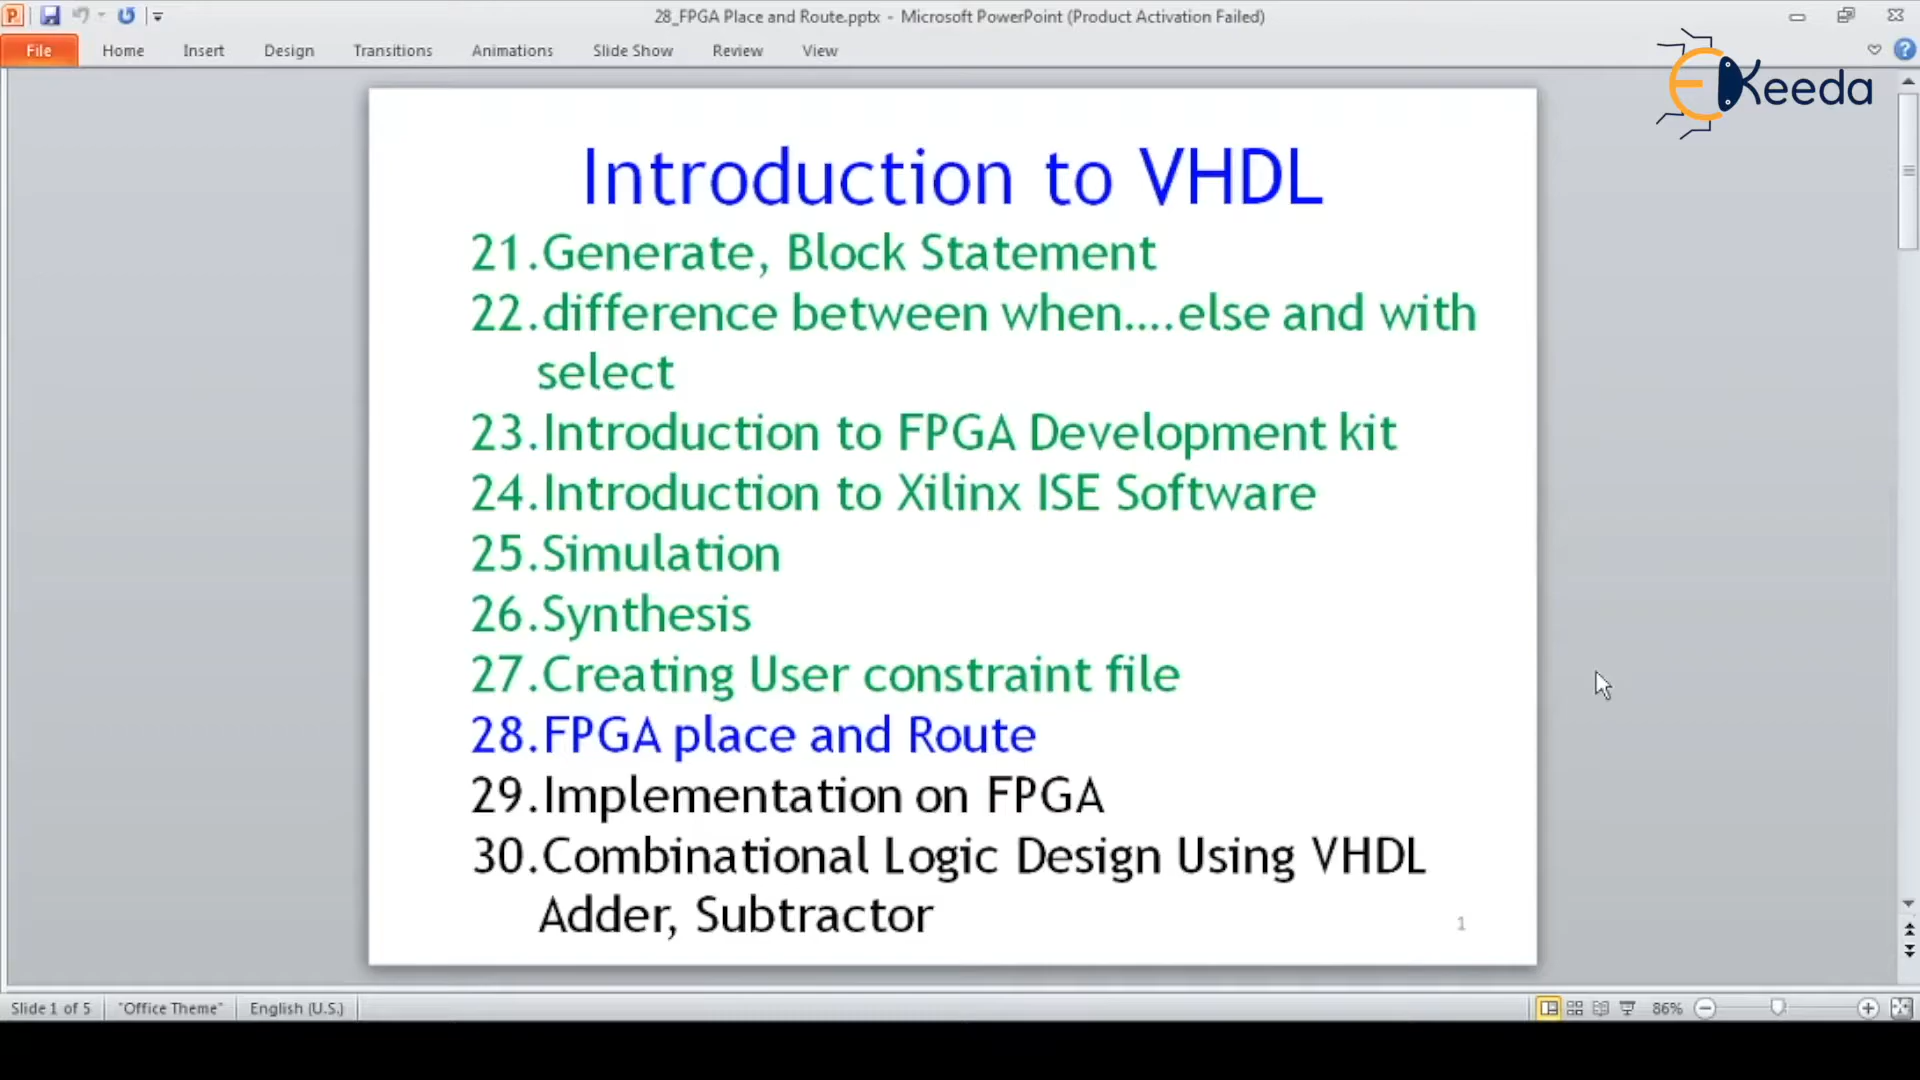 28_FPGA Place and Route.pptx - Microsoft PowerPoint (Product Activation Failed)
File Home Insert Design Transitions Animations Slide Show Review View
EKeeda
Introduction to VHDL
21.Generate, Block Statement
22.difference between when....else and with
select
23.Introduction to FPGA Development kit
24.Introduction to Xilinx ISE Software
25.Simulation
26.Synthesis
27.Creating User constraint file
28.FPGA place and Route
29.Implementation on FPGA
30.Combinational Logic Design Using VHDL
Adder, Subtractor
1
Slide 1 of 5 "Office Theme" English (U.S.) 86%